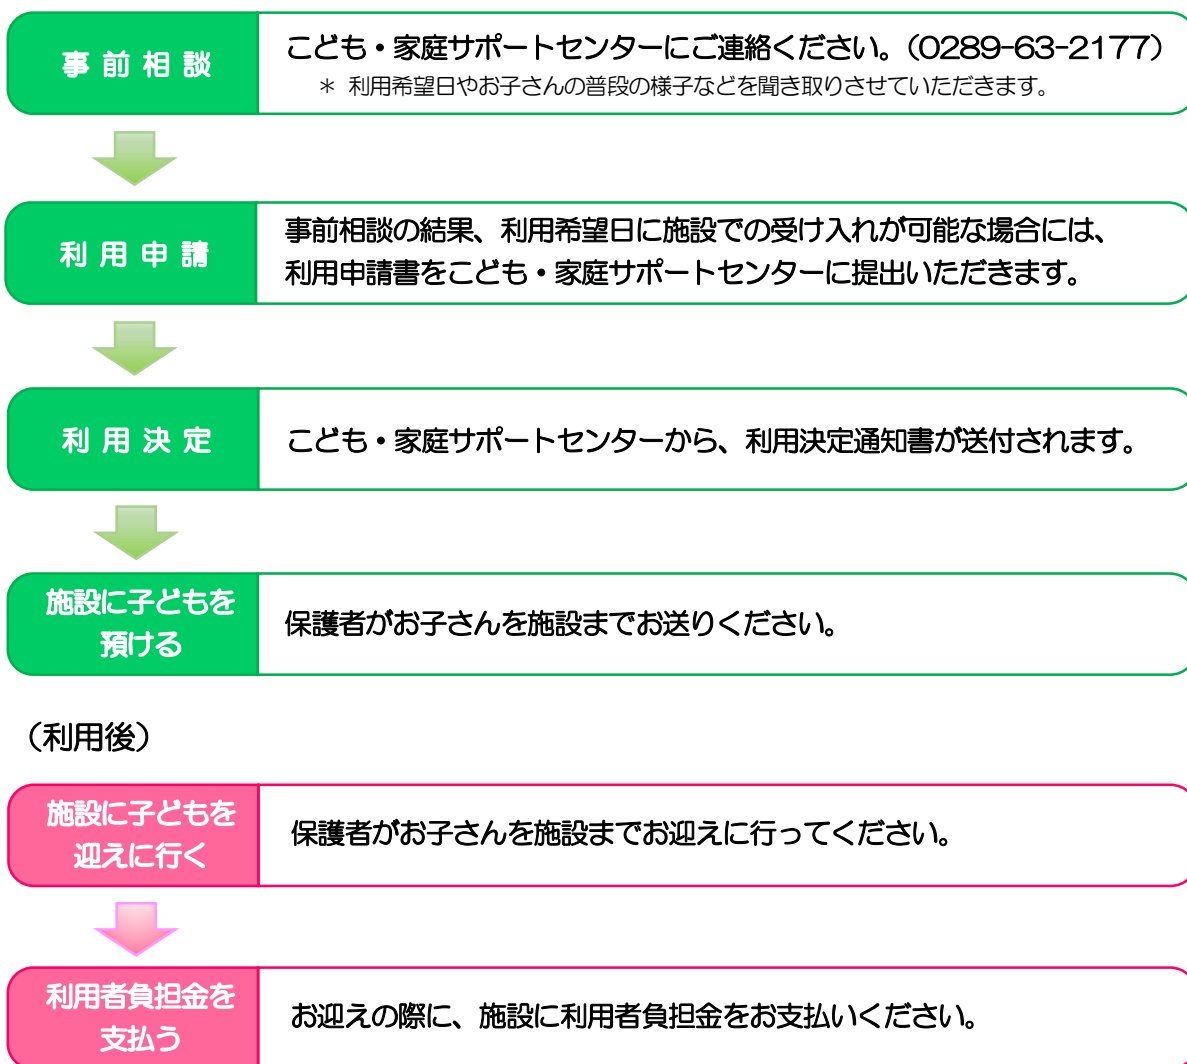 事前相談
こども・家庭サポートセンターにご連絡ください。(0289-63-2177)
＊ 利用希望日やお子さんの普段の様子などを聞き取りさせていただきます。
利用申請
事前相談の結果、利用希望日に施設での受け入れが可能な場合には、
利用申請書をこども・家庭サポートセンターに提出いただきます。
利用決定
こども・家庭サポートセンターから、利用決定通知書が送付されます。
施設に子どもを
預ける
保護者がお子さんを施設までお送りください。
（利用後）
施設に子どもを
迎えに行く
保護者がお子さんを施設までお迎えに行ってください。
利用者負担金を
支払う
お迎えの際に、施設に利用者負担金をお支払いください。